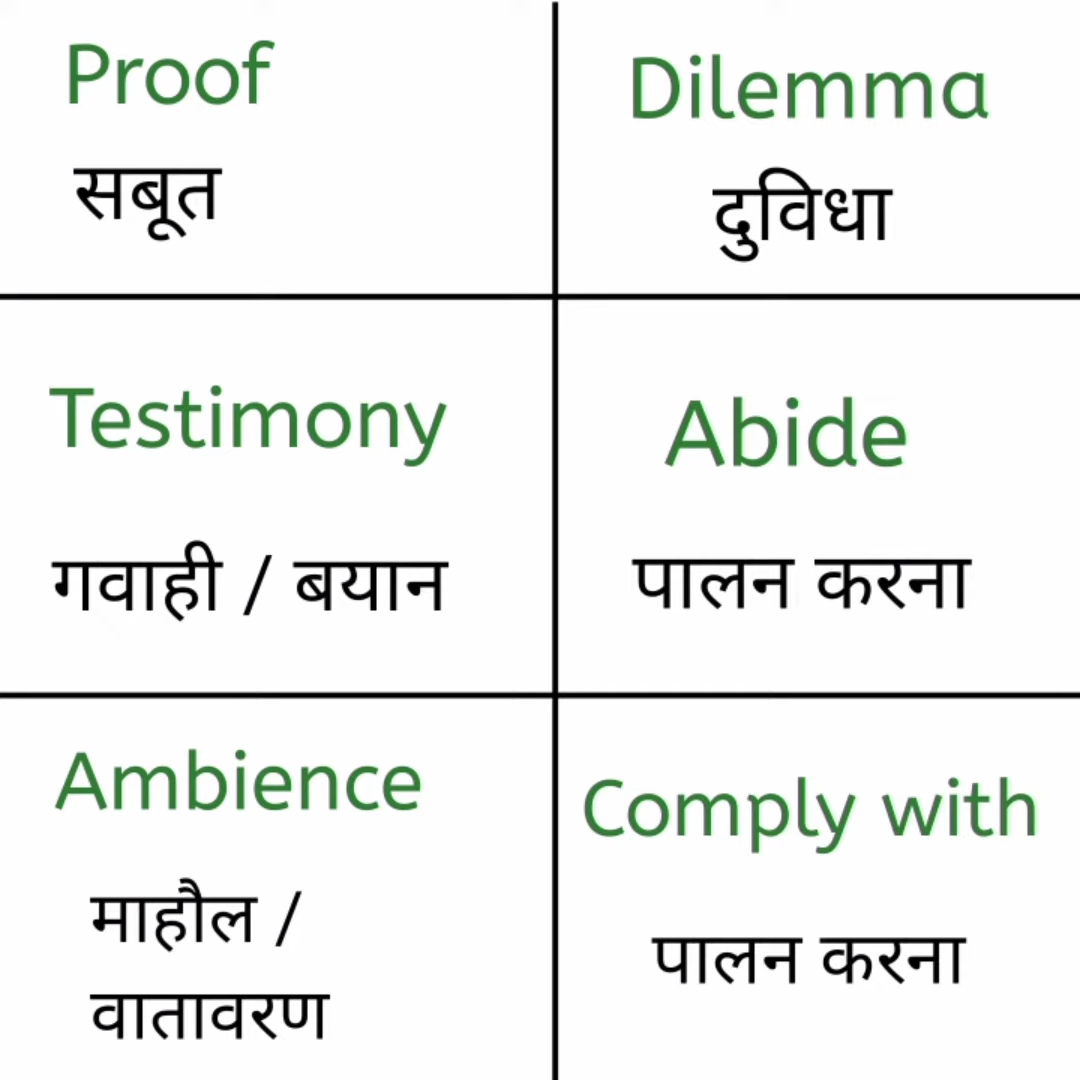 Proof
सबूत
Dilemma
दुविधा
Testimony
गवाही / बयान
Abide
पालन करना
Ambience
माहौल /
वातावरण
Comply with
पालन करना